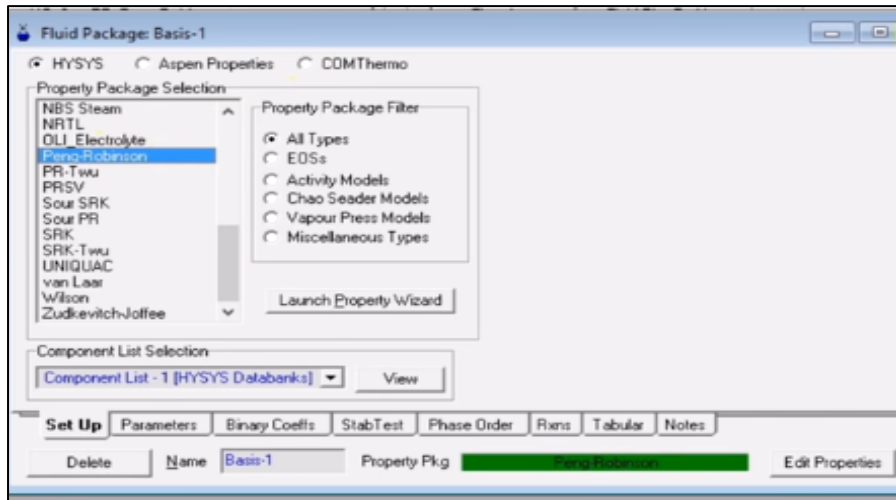 Fluid Package: Basis-1
HYSYS Aspen Properties COMThermo
Property Package Selection
NBS Steam
NRTL
OLI_Electrolyte
Peng-Robinson
PR-Twu
PRSV
Sour SRK
Sour PR
SRK
SRK-Twu
UNIQUAC
van Laar
Wilson
Zudkevitch-Joffee
Property Package Filter
All Types
EOSs
Activity Models
Chao Seader Models
Vapour Press Models
Miscellaneous Types
Launch Property Wizard
Component List Selection
Component List - 1 [HYSYS Databanks] View
Set Up Parameters Binary Coeffs StabTest Phase Order Rxns Tabular Notes
Delete Name Basis-1 Property Pkg Peng-Robinson Edit Properties